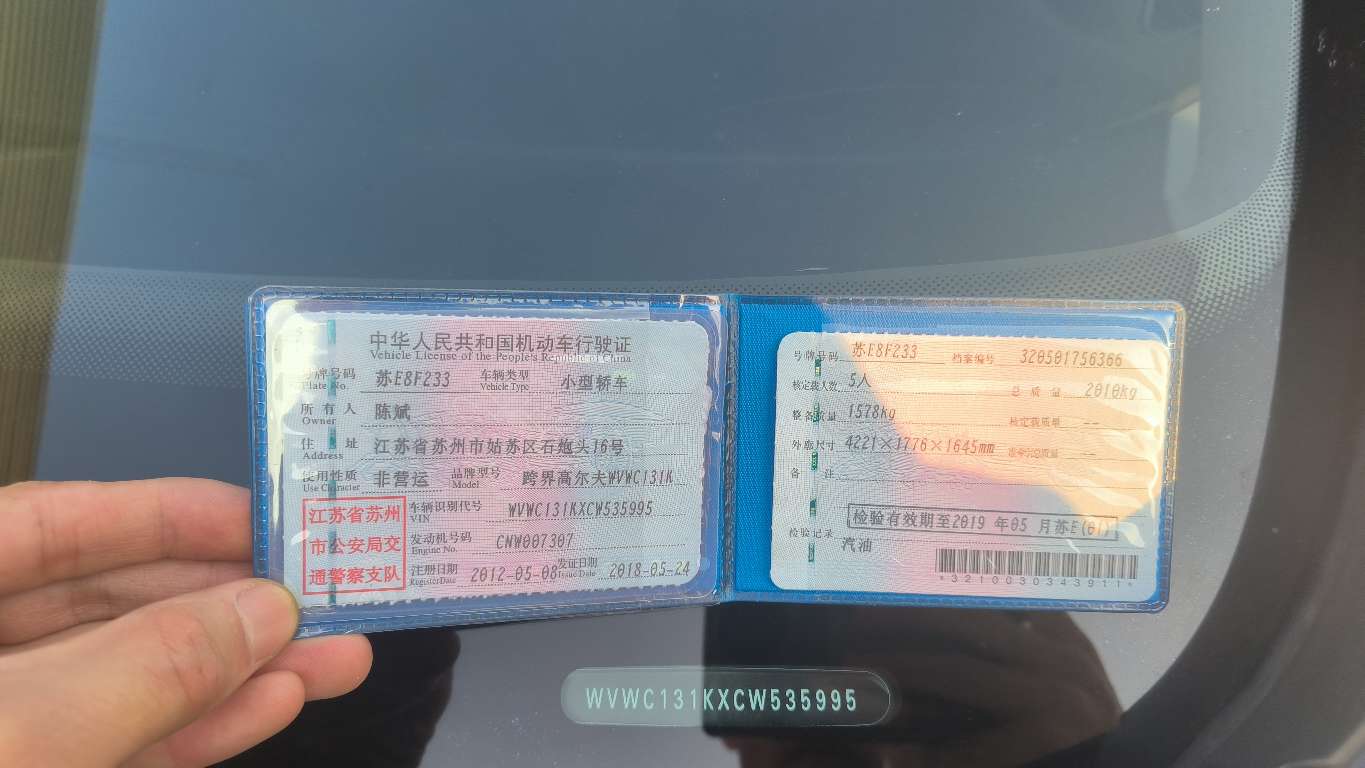 中华人民共和国机动车行驶证
Vehicle License of the People's Republic of China
号牌号码 苏E8F233 车辆类型 小型轿车
Plate No. Vehicle Type
所有人 陈斌
Owner
住址 江苏省苏州市姑苏区石炮头16号
Address
使用性质 非营运 品牌型号 跨界高尔夫WVWC131K
Use Character Model
江苏省苏州
市公安局交
通警察支队
车辆识别代号 WVWC131KXCW535995
VIN
发动机号码 CNW007307
Engine No.
注册日期 2012-05-08 发证日期 2018-05-24
Register Date Issue Date
号牌号码 苏E8F233 档案编号 320501756366
核定载人数 5人 总质量 2010kg
整备质量 1578kg 核定载质量 --
外廓尺寸 4221×1776×1645mm 准牵引总质量 --
备注
检验有效期至2019年05月苏E(01)
检验记录
汽油
*3210030343911*
WVWC131KXCW535995